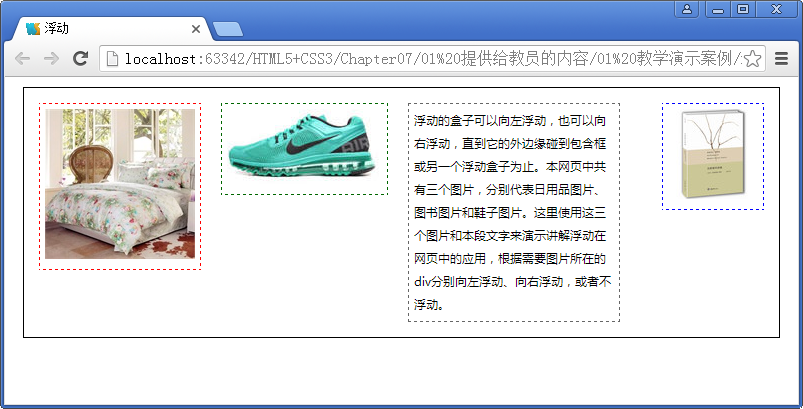 浮动
localhost:63342/HTML5+CSS3/Chapter07/01%20提供给教员的内容/01%20教学演示案例/
浮动的盒子可以向左浮动，也可以向
右浮动，直到它的外边缘碰到包含框
或另一个浮动盒子为止。本网页中共
有三个图片，分别代表日用品图片、
图书图片和鞋子图片。这里使用这三
个图片和本段文字来演示讲解浮动在
网页中的应用，根据需要图片所在的
div分别向左浮动、向右浮动，或者不
浮动。
AIR